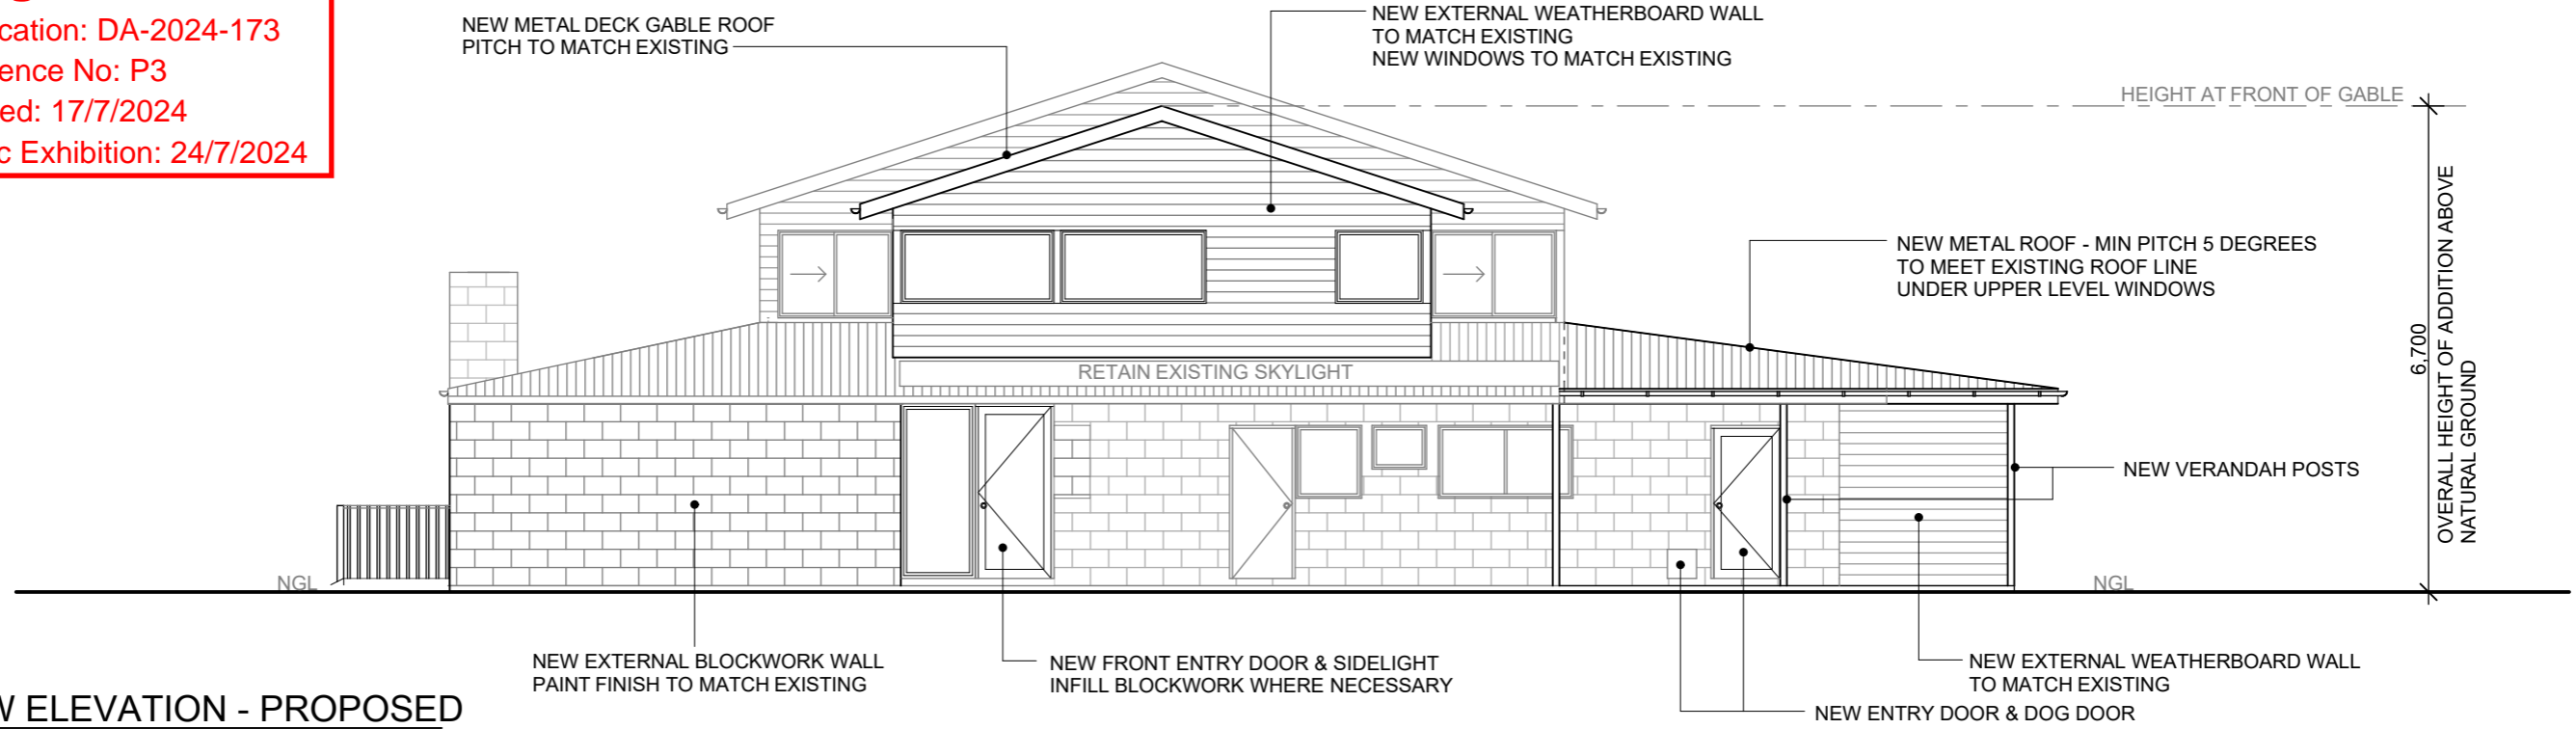 cation: DA-2024-173
ence No: P3
ed: 17/7/2024
c Exhibition: 24/7/2024
NEW METAL DECK GABLE ROOF
PITCH TO MATCH EXISTING
NEW EXTERNAL WEATHERBOARD WALL
TO MATCH EXISTING
NEW WINDOWS TO MATCH EXISTING
HEIGHT AT FRONT OF GABLE
NEW METAL ROOF - MIN PITCH 5 DEGREES
TO MEET EXISTING ROOF LINE
UNDER UPPER LEVEL WINDOWS
6,700
OVERALL HEIGHT OF ADDITION ABOVE
NATURAL GROUND
RETAIN EXISTING SKYLIGHT
NEW VERANDAH POSTS
NGL
NGL
NEW EXTERNAL BLOCKWORK WALL
PAINT FINISH TO MATCH EXISTING
NEW FRONT ENTRY DOOR & SIDELIGHT
INFILL BLOCKWORK WHERE NECESSARY
NEW EXTERNAL WEATHERBOARD WALL
TO MATCH EXISTING
NEW ENTRY DOOR & DOG DOOR
W ELEVATION - PROPOSED